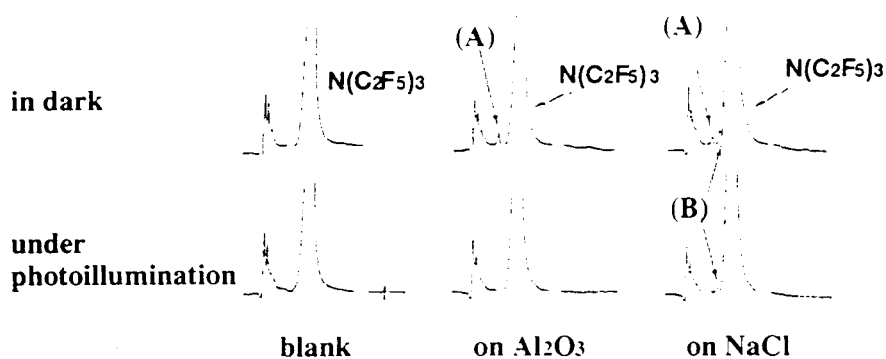 (A)
(A)
N(C2F5)3
N(C2F5)3
N(C2F5)3
in dark
(B)
under
photoillumination
blank
on Al2O3
on NaCl